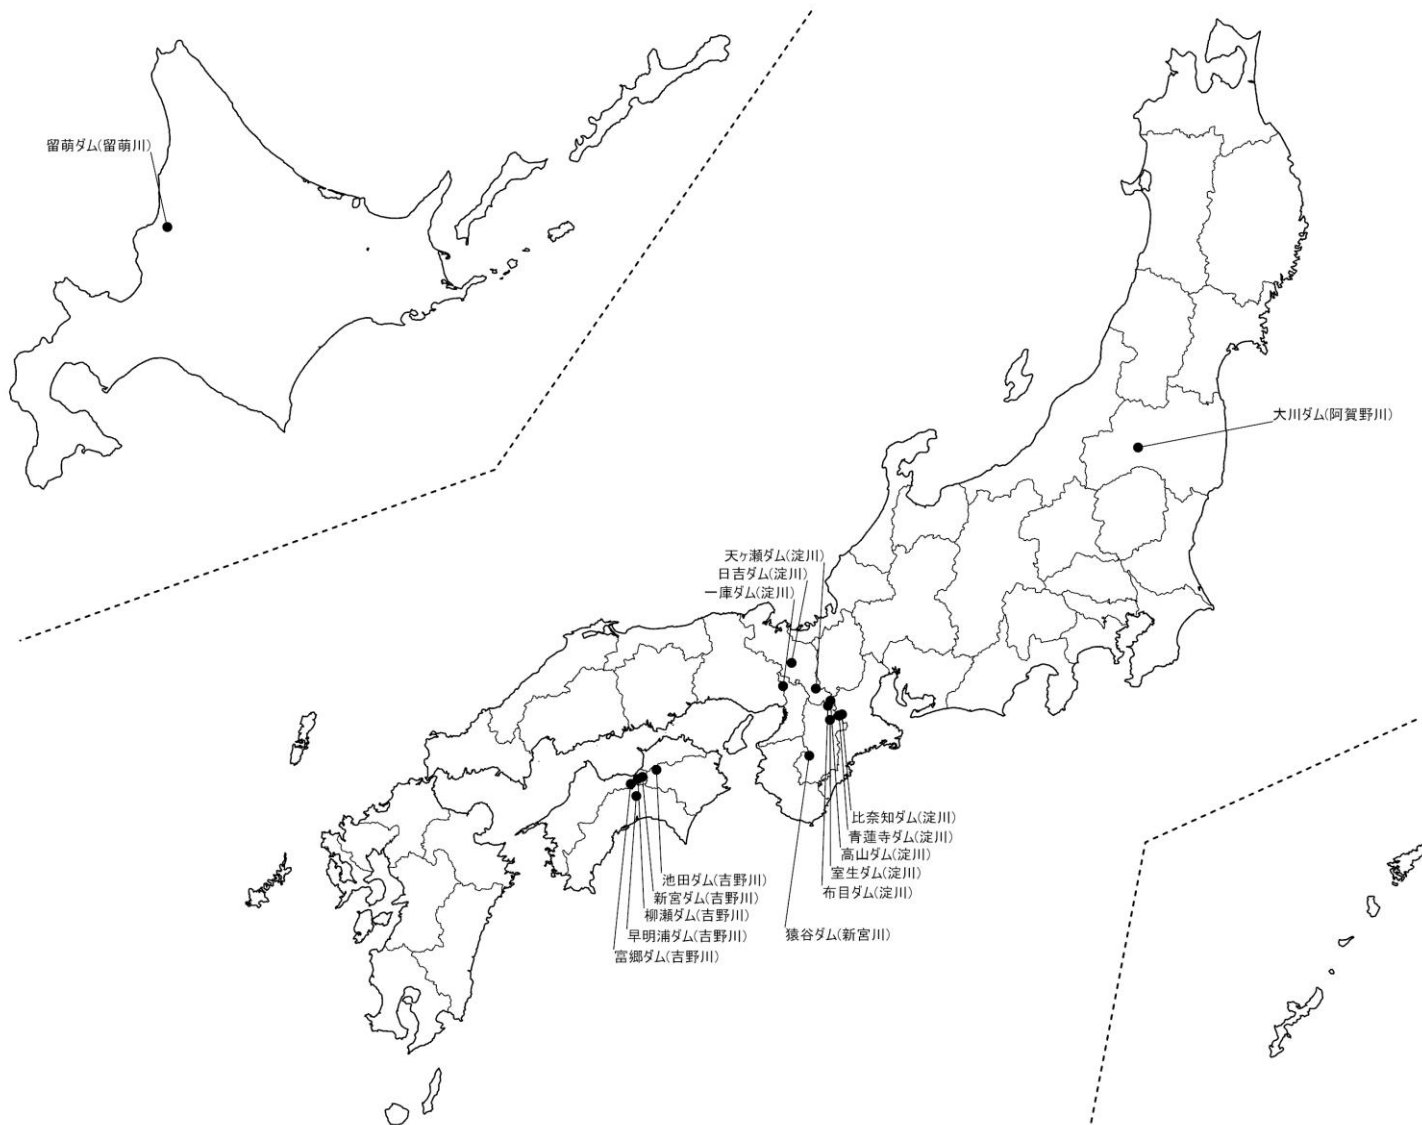 留萌ダム(留萌川)
大川ダム(阿賀野川)
天ヶ瀬ダム(淀川)
日吉ダム(淀川)
一庫ダム(淀川)
比奈知ダム(淀川)
青蓮寺ダム(淀川)
高山ダム(淀川)
室生ダム(淀川)
布目ダム(淀川)
猿谷ダム(新宮川)
池田ダム(吉野川)
新宮ダム(吉野川)
柳瀬ダム(吉野川)
早明浦ダム(吉野川)
富郷ダム(吉野川)